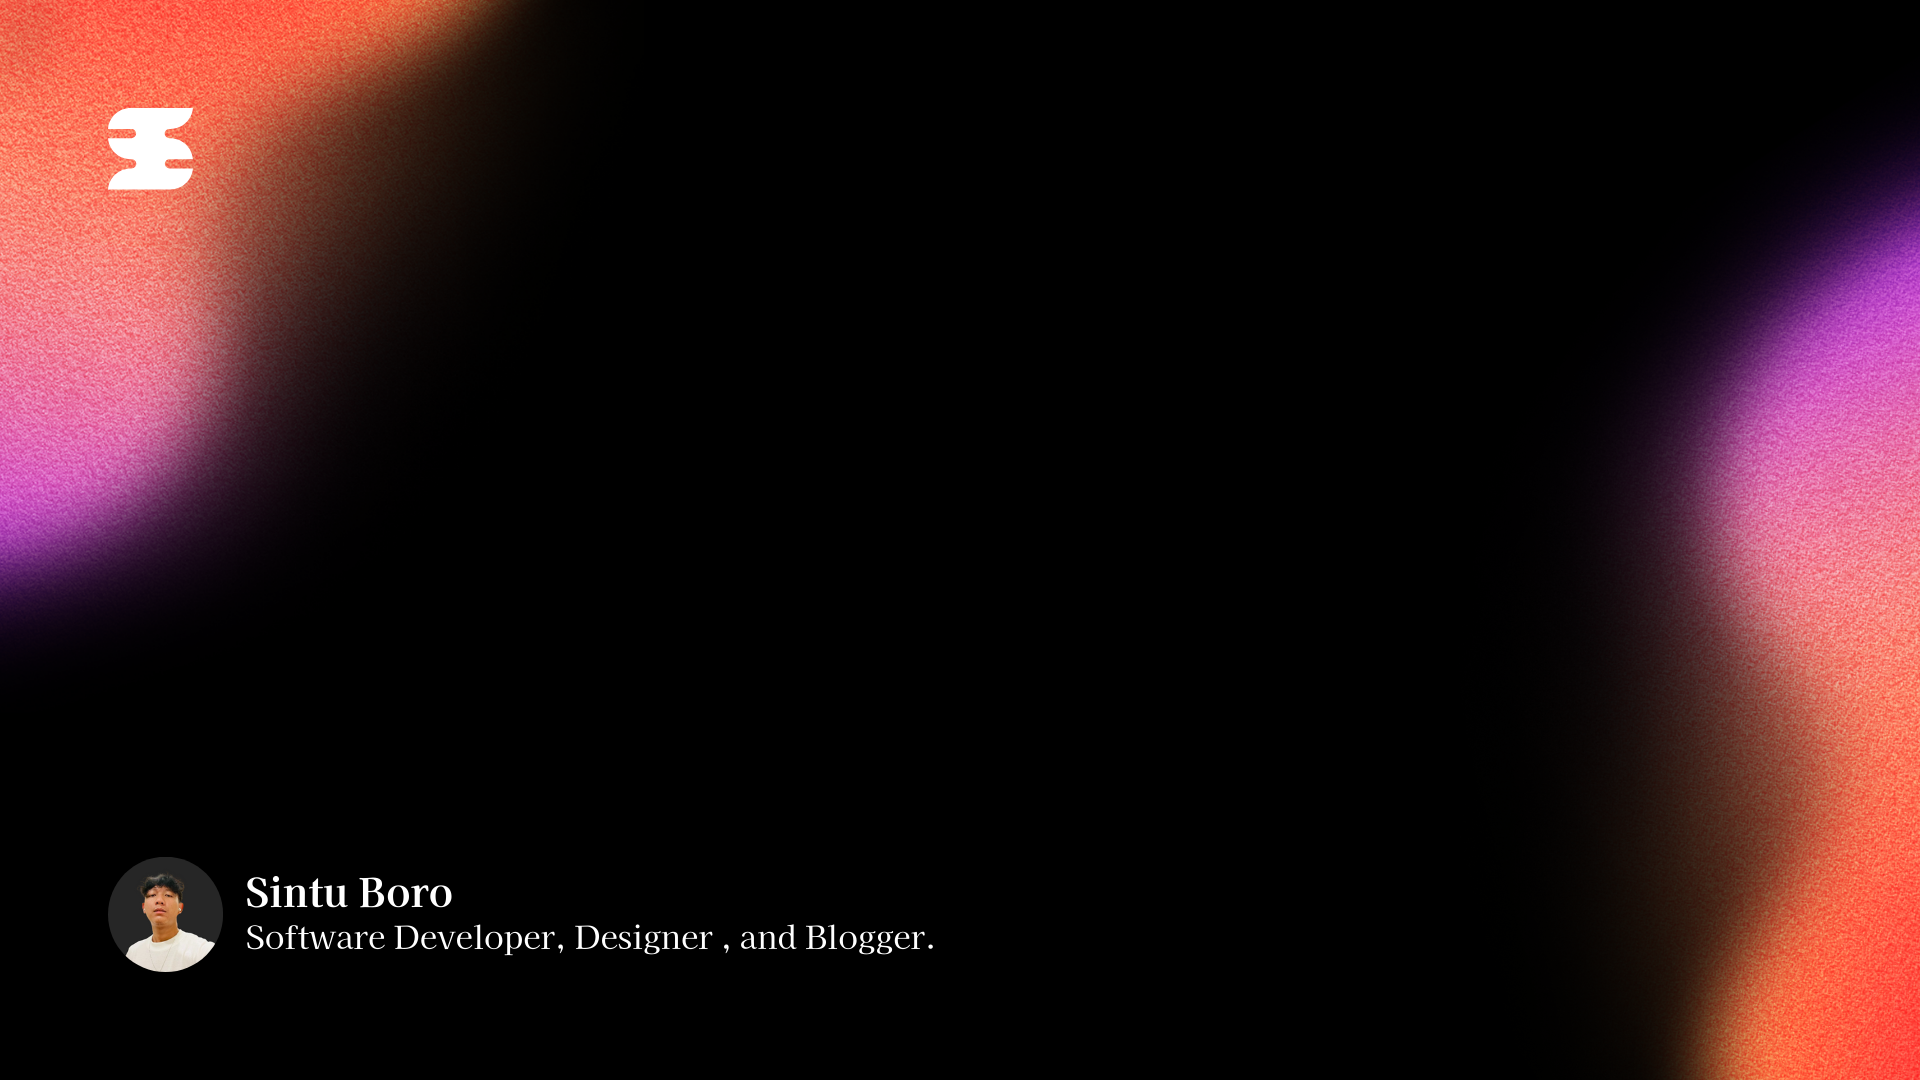 Sintu Boro
Software Developer, Designer , and Blogger.